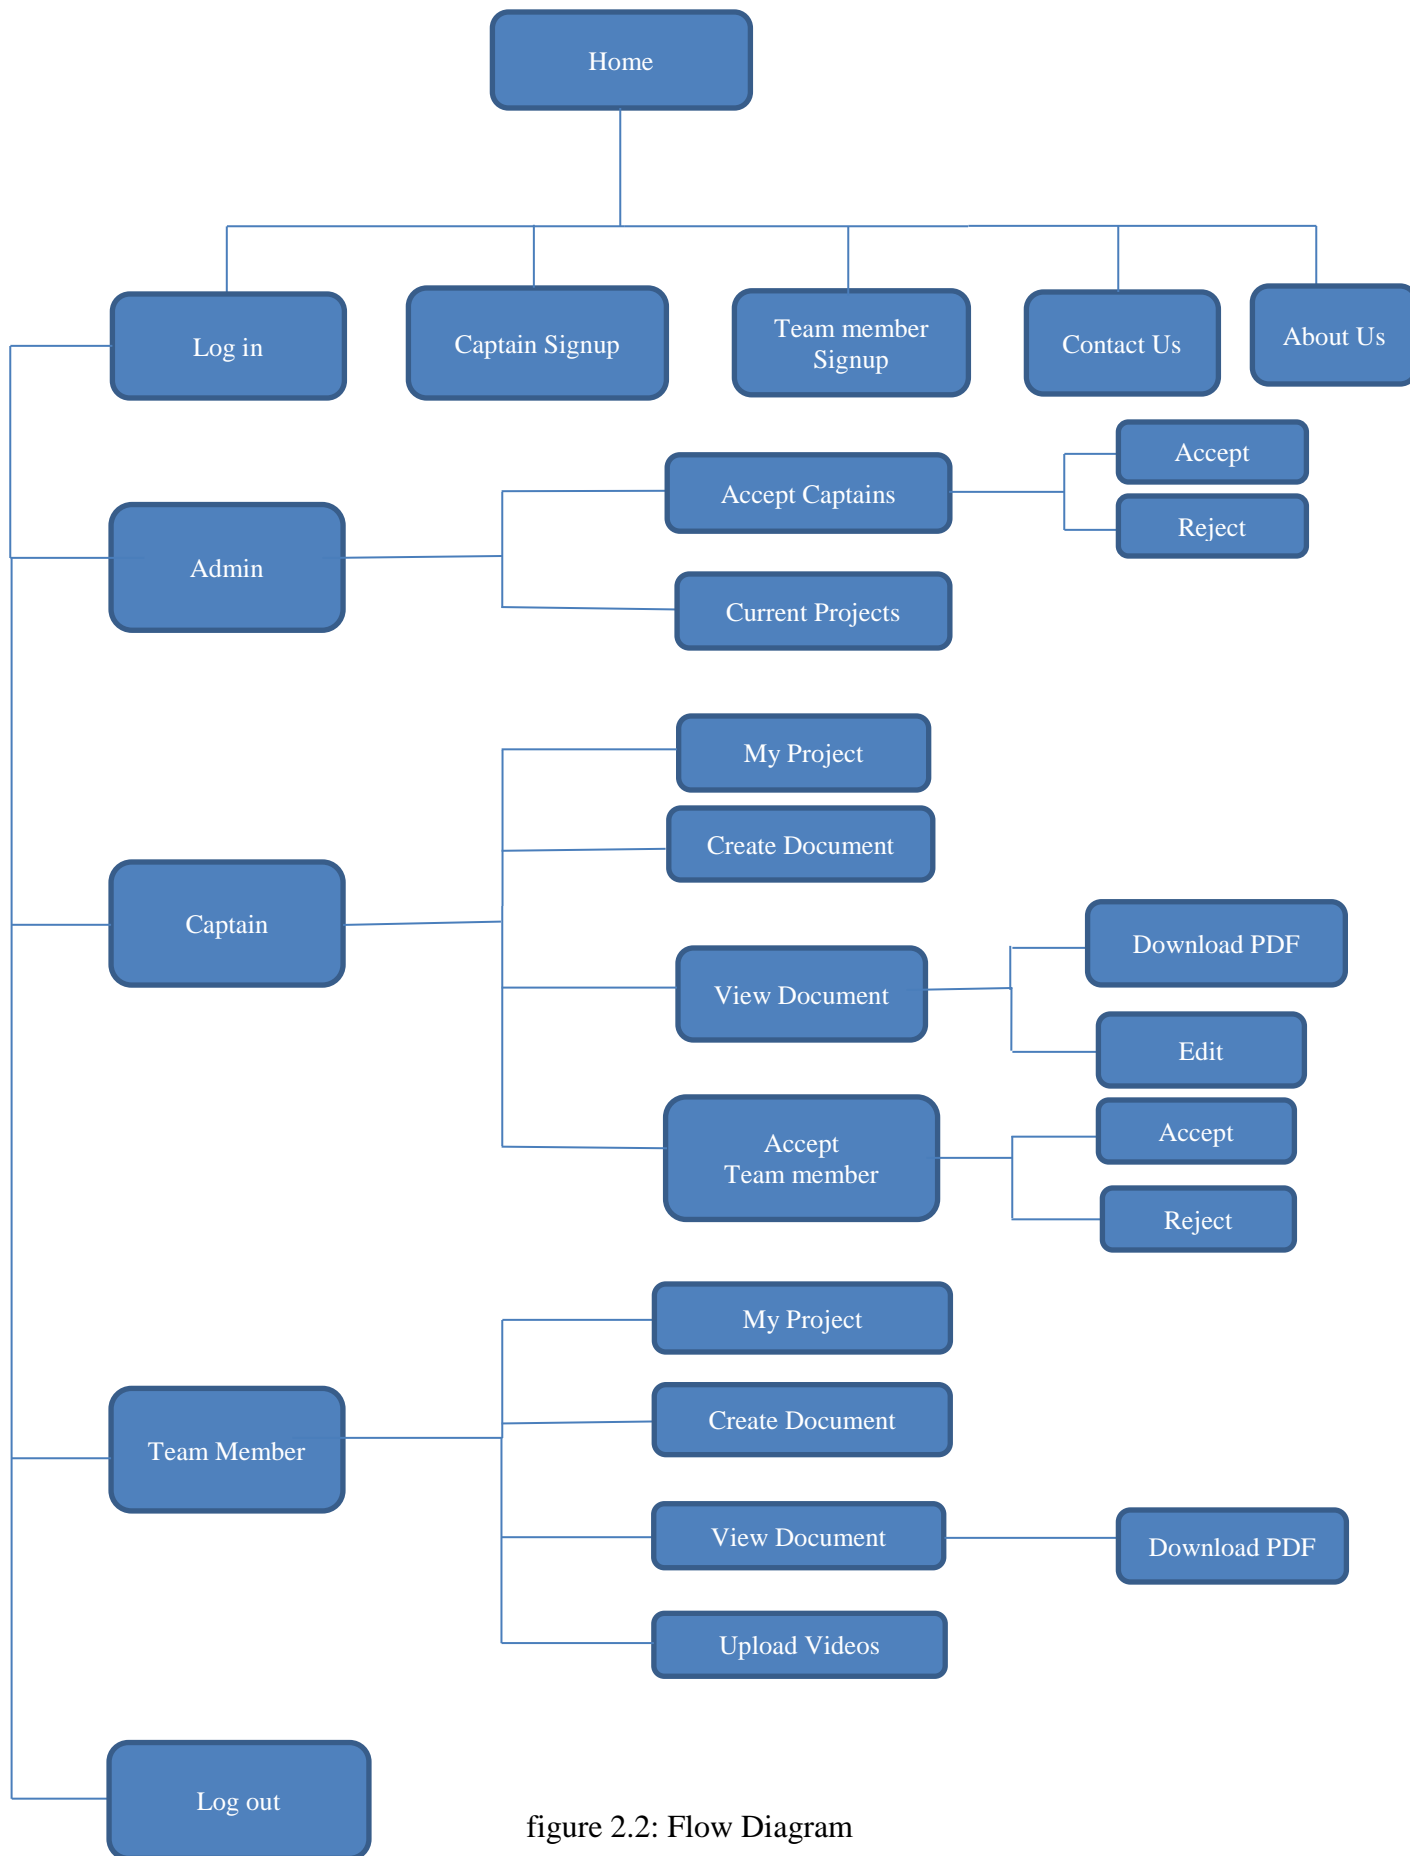 Home
Log in
Captain Signup
Team member
Signup
Contact Us
About Us
Admin
Accept Captains
Accept
Reject
Current Projects
Captain
My Project
Create Document
View Document
Download PDF
Edit
Accept
Team member
Accept
Reject
Team Member
My Project
Create Document
View Document
Download PDF
Upload Videos
Log out
figure 2.2: Flow Diagram